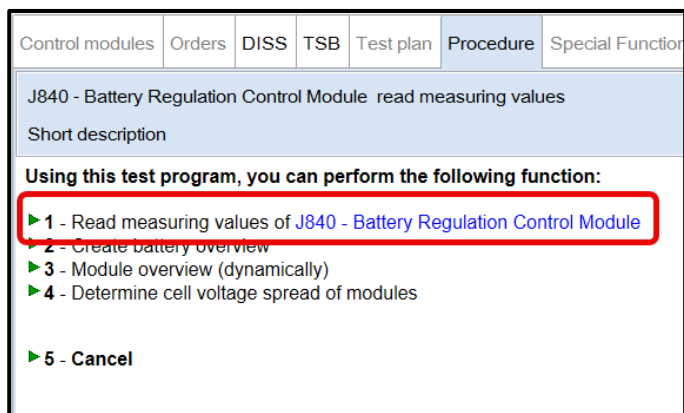 Control modules Orders DISS TSB Test plan Procedure Special Function
J840 - Battery Regulation Control Module read measuring values
Short description
Using this test program, you can perform the following function:
1 - Read measuring values of J840 - Battery Regulation Control Module
2 - Create battery overview
3 - Module overview (dynamically)
4 - Determine cell voltage spread of modules
5 - Cancel